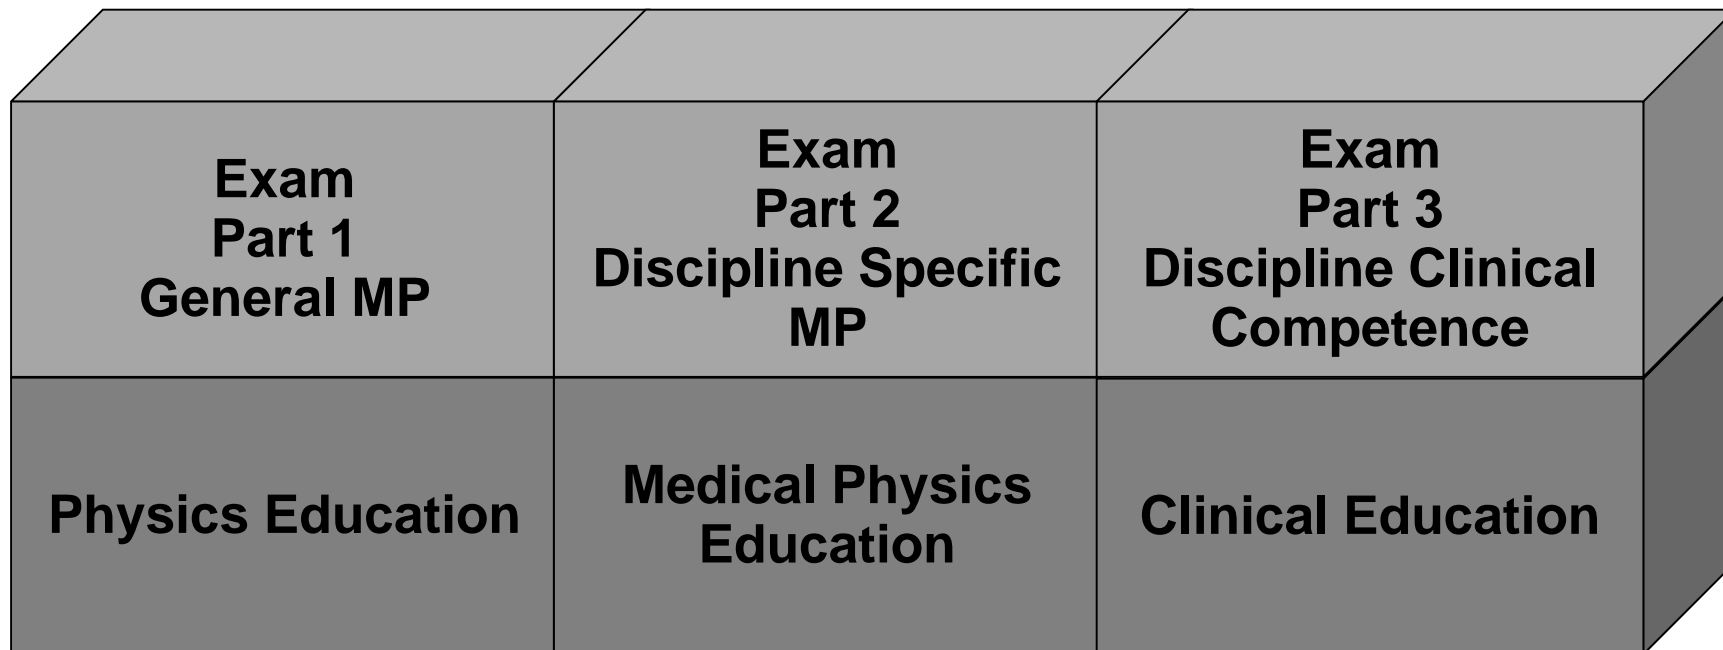 Exam
Part 1
General MP
Exam
Part 2
Discipline Specific
MP
Exam
Part 3
Discipline Clinical
Competence
Physics Education
Medical Physics
Education
Clinical Education